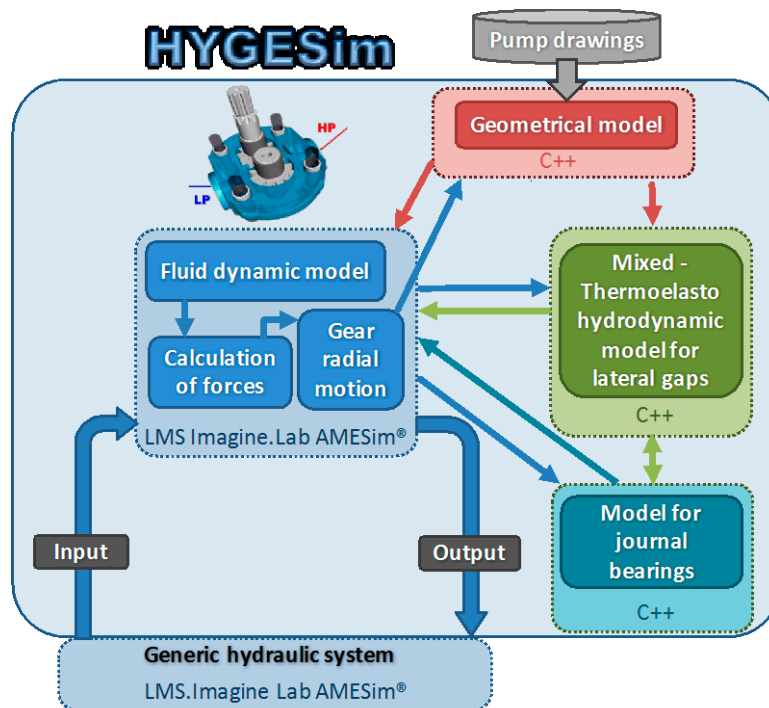 HYGESim
Pump drawings
Geometrical model
C++
HP
LP
Fluid dynamic model
Calculation
of forces
Gear
radial
motion
LMS Imagine.Lab AMESim®
Mixed -
Thermoelasto
hydrodynamic
model for
lateral gaps
C++
Model for
journal
bearings
C++
Input
Output
Generic hydraulic system
LMS.Imagine Lab AMESim®